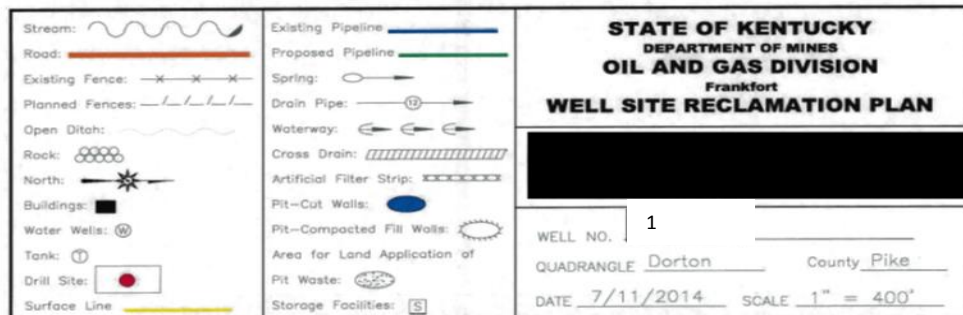 Stream:
Road:
Existing Fence:
Planned Fences:
Open Ditch:
Rock:
North:
Buildings:
Water Wells: W
Tank: T
Drill Site:
Surface Line
Existing Pipeline
Proposed Pipeline
Spring:
Drain Pipe: 12
Waterway:
Cross Drain:
Artificial Filter Strip:
Pit-Cut Walls:
Pit-Compacted Fill Walls:
Area for Land Application of
Pit Waste:
Storage Facilities: S
STATE OF KENTUCKY
DEPARTMENT OF MINES
OIL AND GAS DIVISION
Frankfort
WELL SITE RECLAMATION PLAN
WELL NO. 1
QUADRANGLE Dorton County Pike
DATE 7/11/2014 SCALE 1" = 400'